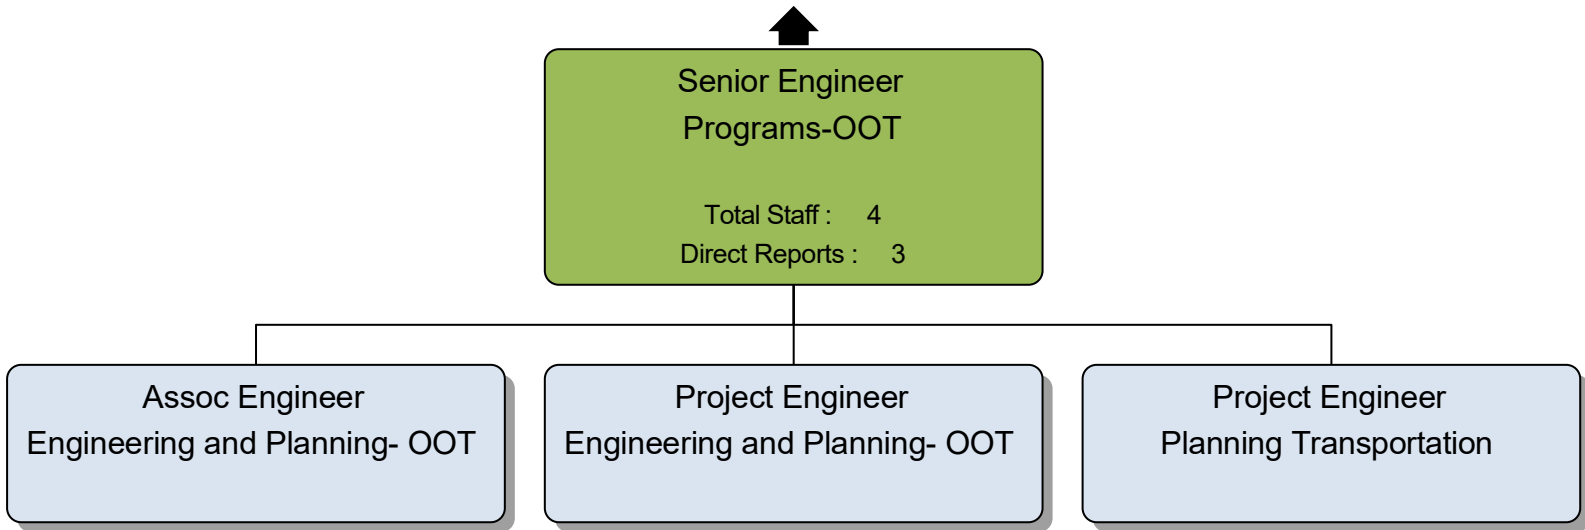 Senior Engineer
Programs-OOT
Total Staff : 4
Direct Reports : 3
Assoc Engineer
Engineering and Planning- OOT
Project Engineer
Engineering and Planning- OOT
Project Engineer
Planning Transportation